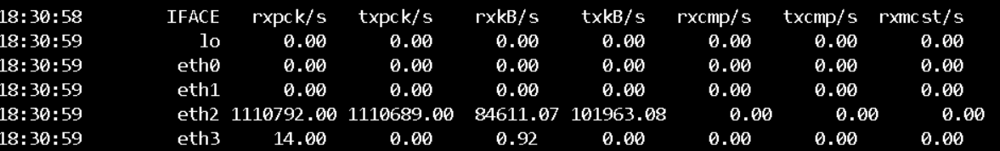 18:30:58 IFACE rxpck/s txpck/s rxkB/s txkB/s rxcmp/s txcmp/s rxmcst/s
18:30:59 lo 0.00 0.00 0.00 0.00 0.00 0.00 0.00
18:30:59 eth0 0.00 0.00 0.00 0.00 0.00 0.00 0.00
18:30:59 eth1 0.00 0.00 0.00 0.00 0.00 0.00 0.00
18:30:59 eth2 1110792.00 1110689.00 84611.07 101963.08 0.00 0.00 0.00
18:30:59 eth3 14.00 0.00 0.92 0.00 0.00 0.00 0.00